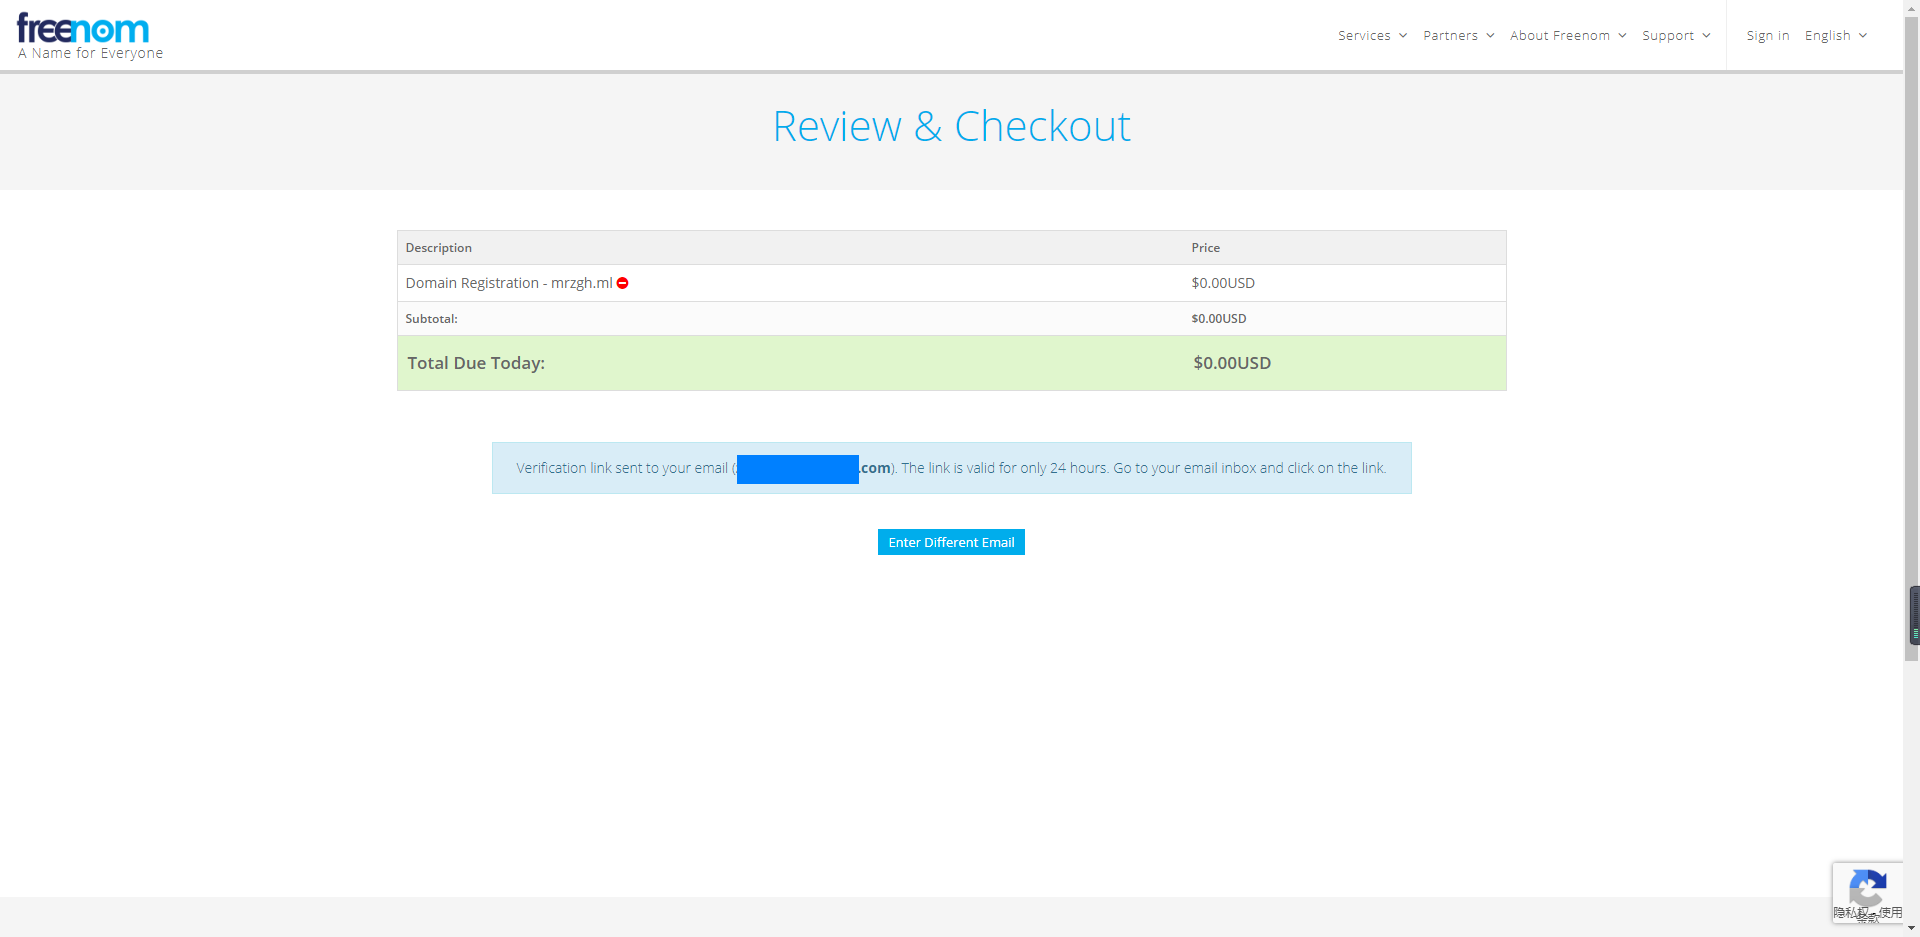 freenom
A Name for Everyone
Services Partners About Freenom Support Sign in English
Review & Checkout
Description Price
Domain Registration - mrzgh.ml $0.00USD
Subtotal: $0.00USD
Total Due Today: $0.00USD
Verification link sent to your email ( .com). The link is valid for only 24 hours. Go to your email inbox and click on the link.
Enter Different Email
隐私权 - 使用
条款